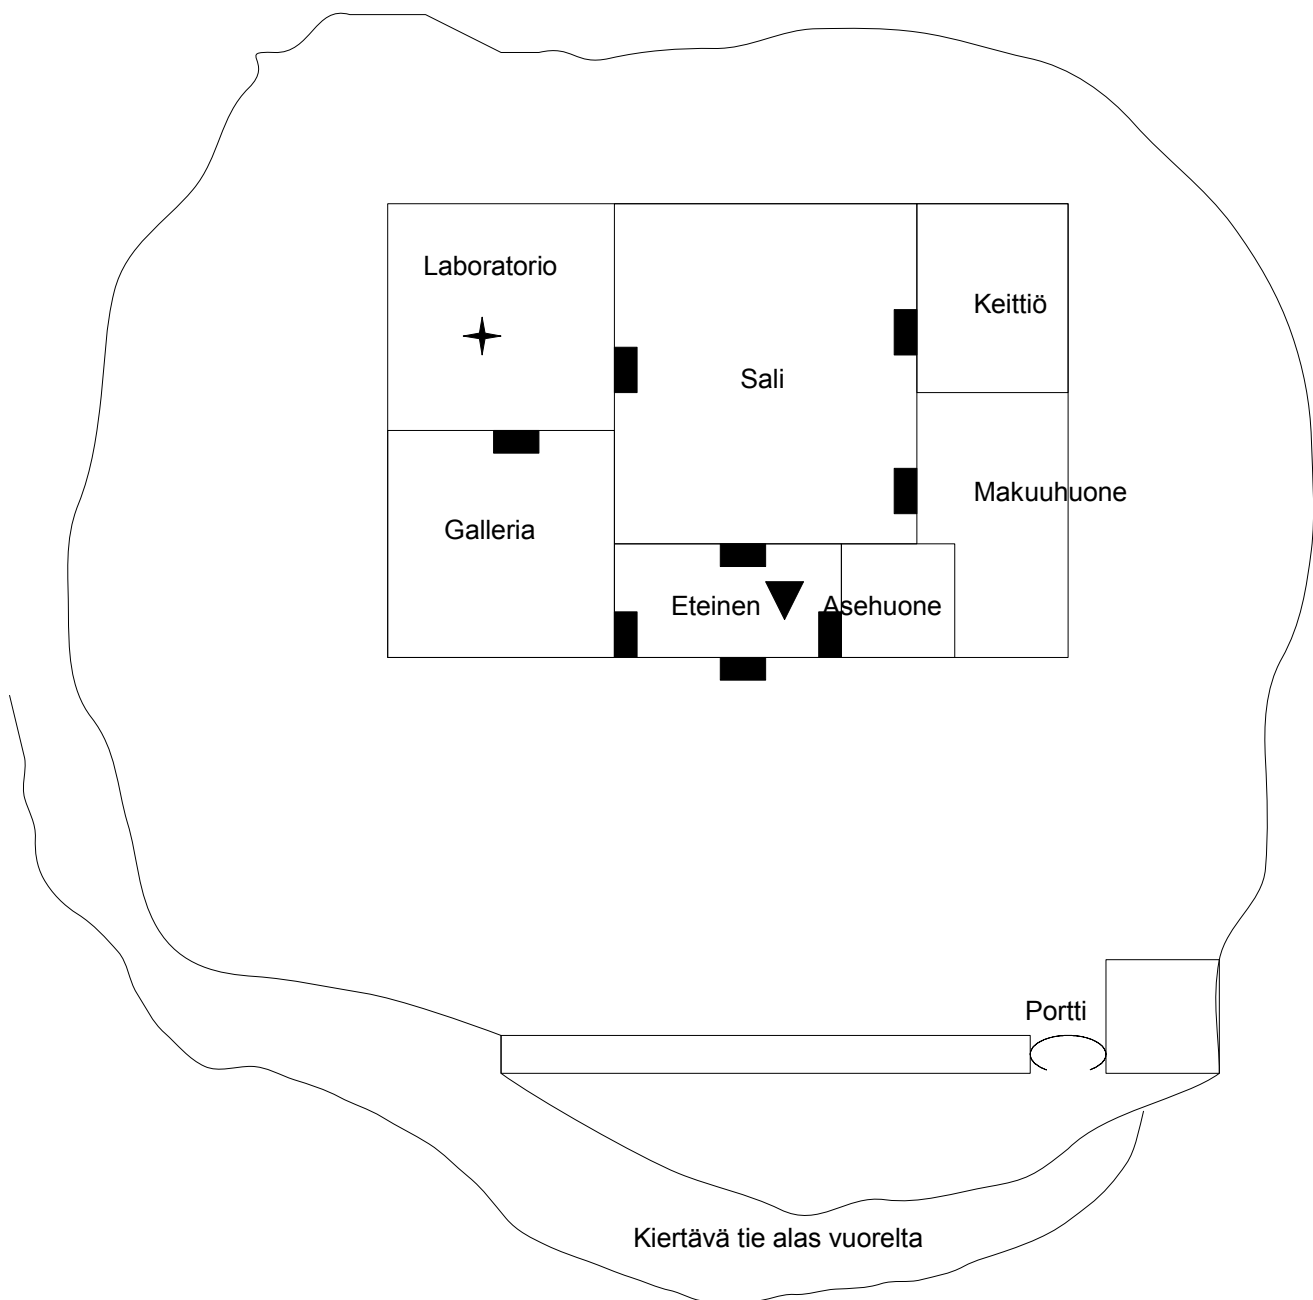 Laboratorio
Keittiö
Sali
Makuuhuone
Galleria
Eteinen
Asehuone
Portti
Kiertävä tie alas vuorelta